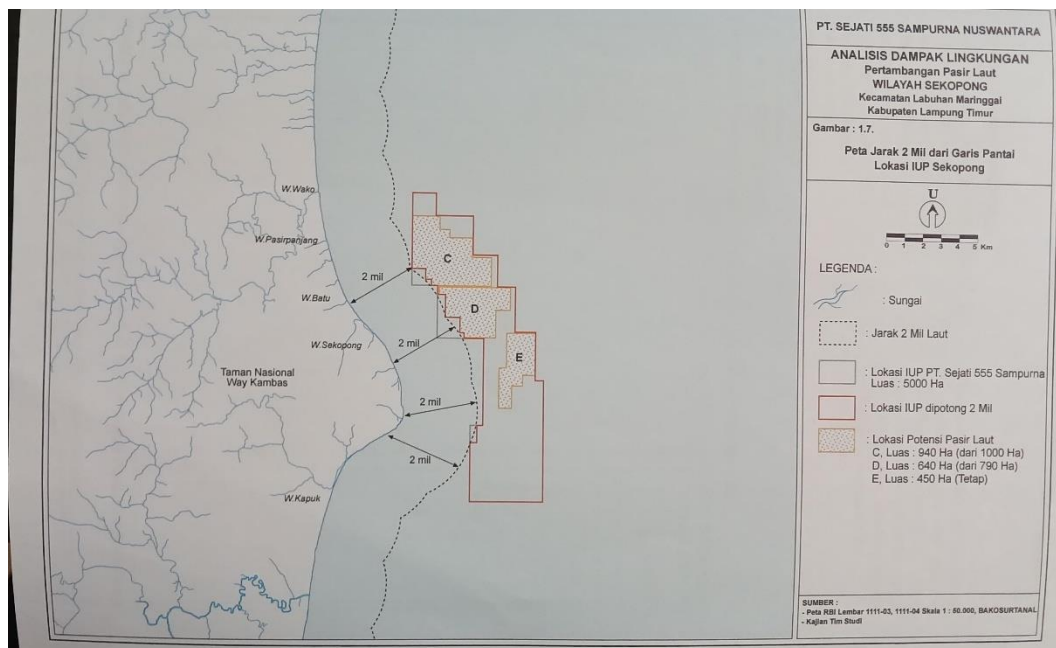 PT. SEJATI 555 SAMPURNA NUSWANTARA
ANALISIS DAMPAK LINGKUNGAN
Pertambangan Pasir Laut
WILAYAH SEKOPONG
Kecamatan Labuhan Maringgai
Kabupaten Lampung Timur
Gambar : 1.7.
Peta Jarak 2 Mil dari Garis Pantai
Lokasi IUP Sekopong
U
0 1 2 3 4 5 Km
LEGENDA :
: Sungai
: Jarak 2 Mil Laut
: Lokasi IUP PT. Sejati 555 Sampurna
Luas : 5000 Ha
: Lokasi IUP dipotong 2 Mil
: Lokasi Potensi Pasir Laut
C, Luas : 940 Ha (dari 1000 Ha)
D, Luas : 640 Ha (dari 790 Ha)
E, Luas : 450 Ha (Tetap)
SUMBER :
- Peta RBI Lembar 1111-03, 1111-04 Skala 1 : 50.000, BAKOSURTANAL
- Kajian Tim Studi
W.Wako
W.Pasirpanjang
C
2 mil
W.Batu
D
W.Sekopong
2 mil
E
Taman Nasional
Way Kambas
2 mil
2 mil
W.Kapuk